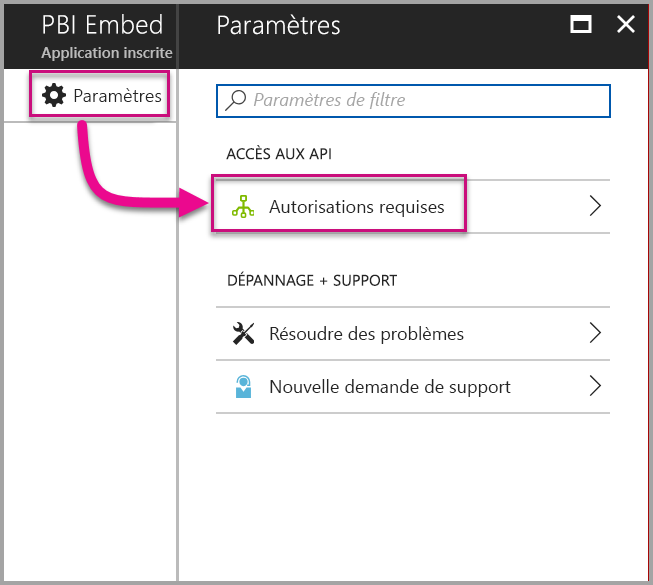 PBI Embed
Application inscrite
Paramètres
Paramètres
Paramètres de filtre
ACCÈS AUX API
Autorisations requises
DÉPANNAGE + SUPPORT
Résoudre des problèmes
Nouvelle demande de support